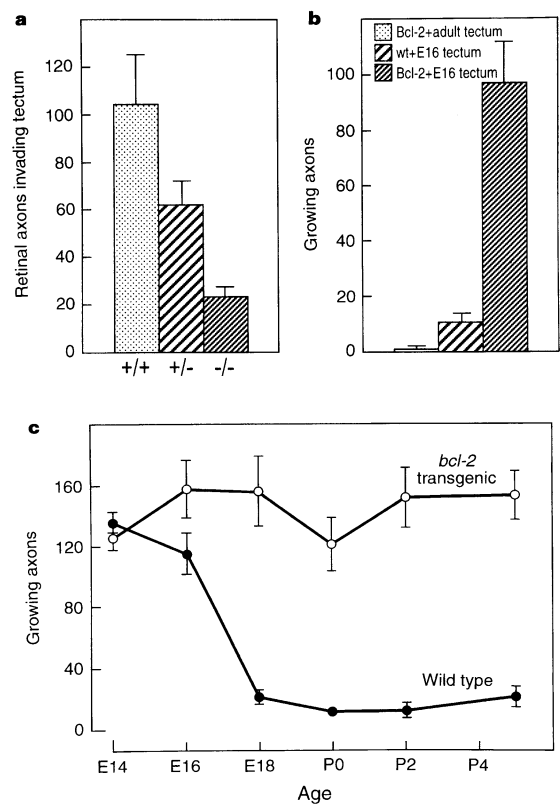 a
Retinal axons invading tectum
120
100
80
60
40
20
0
+/+ +/- -/-
b
Bcl-2+adult tectum
wt+E16 tectum
Bcl-2+E16 tectum
Growing axons
100
80
60
40
20
0
c
bcl-2
transgenic
Growing axons
160
120
80
40
0
Wild type
E14 E16 E18 P0 P2 P4
Age